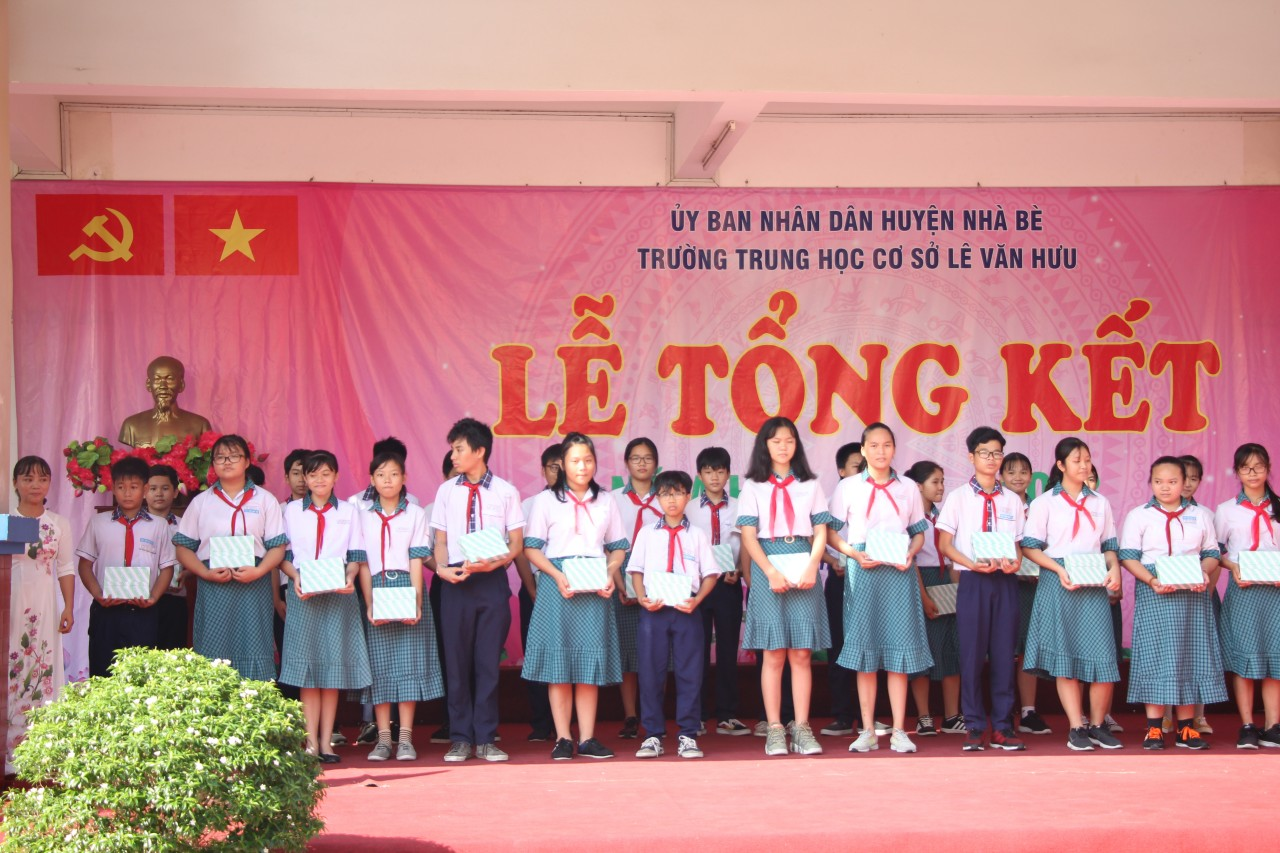 ỦY BAN NHÂN DÂN HUYỆN NHÀ BÈ
TRƯỜNG TRUNG HỌC CƠ SỞ LÊ VĂN HƯU
LỄ TỔNG KẾT